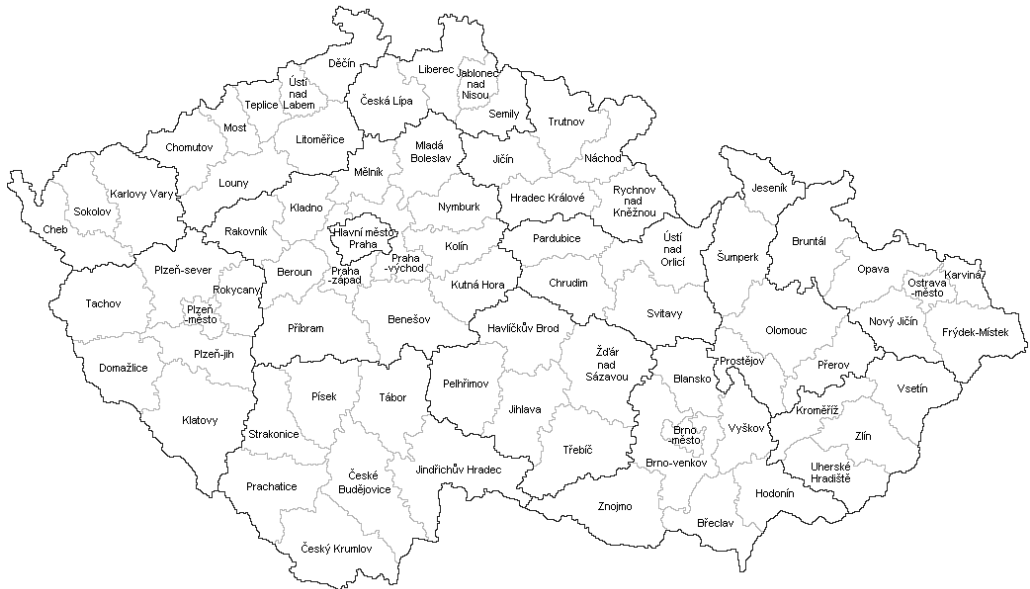 Děčín
Liberec
Jablonec
nad
Nisou
Ústí
nad
Labem
Teplice
Česká Lípa
Semily
Trutnov
Most
Litoměřice
Chomutov
Mladá
Boleslav
Jičín
Náchod
Mělník
Louny
Jeseník
Karlovy Vary
Sokolov
Cheb
Kladno
Nymburk
Hradec Králové
Rychnov
nad
Kněžnou
Rakovník
Hlavní město
Praha
Kolín
Pardubice
Ústí
nad
Orlicí
Šumperk
Bruntál
Plzeň-sever
Beroun
Praha
-západ
Praha
-východ
Kutná Hora
Chrudim
Opava
Karviná
Ostrava
-město
Tachov
Rokycany
Plzeň
-město
Příbram
Benešov
Havlíčkův Brod
Svitavy
Olomouc
Nový Jičín
Frýdek-Místek
Domažlice
Plzeň-jih
Žďár
nad
Sázavou
Prostějov
Přerov
Pelhřimov
Blansko
Vsetín
Klatovy
Písek
Tábor
Jihlava
Kroměříž
Strakonice
Brno
-město
Vyškov
Zlín
Třebíč
Brno-venkov
Jindřichův Hradec
Uherské
Hradiště
Prachatice
České
Budějovice
Hodonín
Znojmo
Břeclav
Český Krumlov